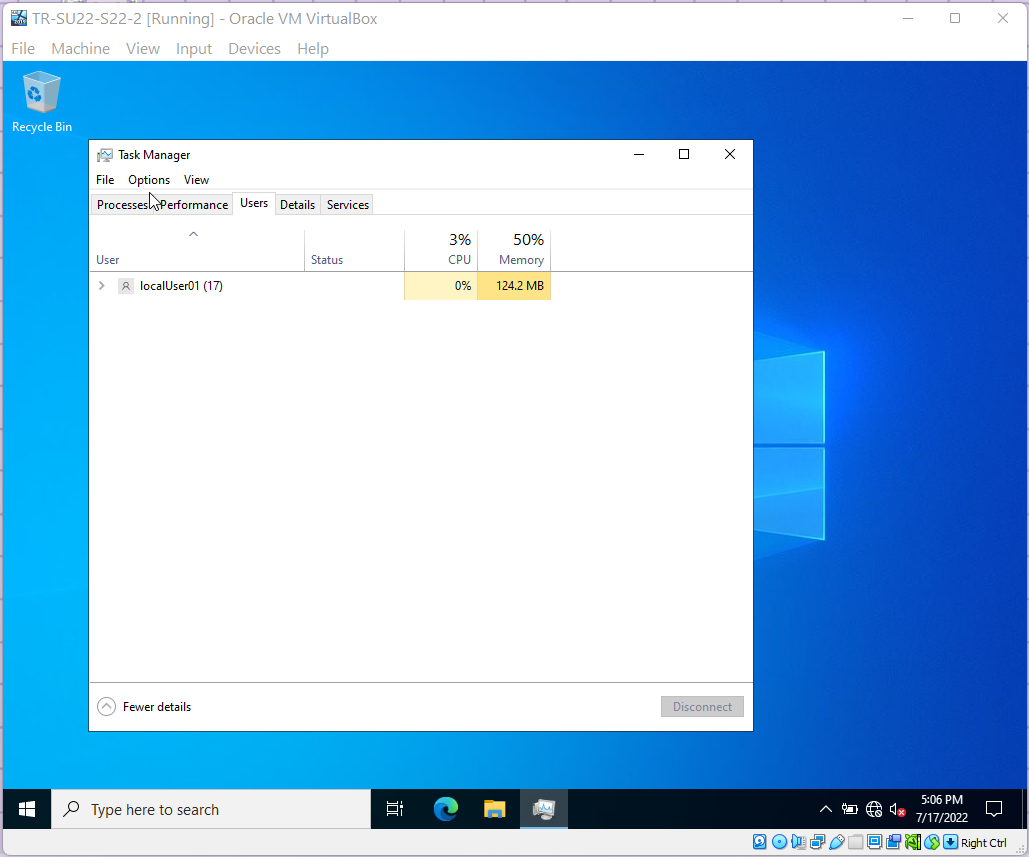 TR-SU22-S22-2 [Running] - Oracle VM VirtualBox
File Machine View Input Devices Help
Recycle Bin
Task Manager
File Options View
Processes Performance Users Details Services
3% 50%
User Status CPU Memory
localUser01 (17) 0% 124.2 MB
Fewer details Disconnect
Type here to search
5:06 PM
7/17/2022
Right Ctrl